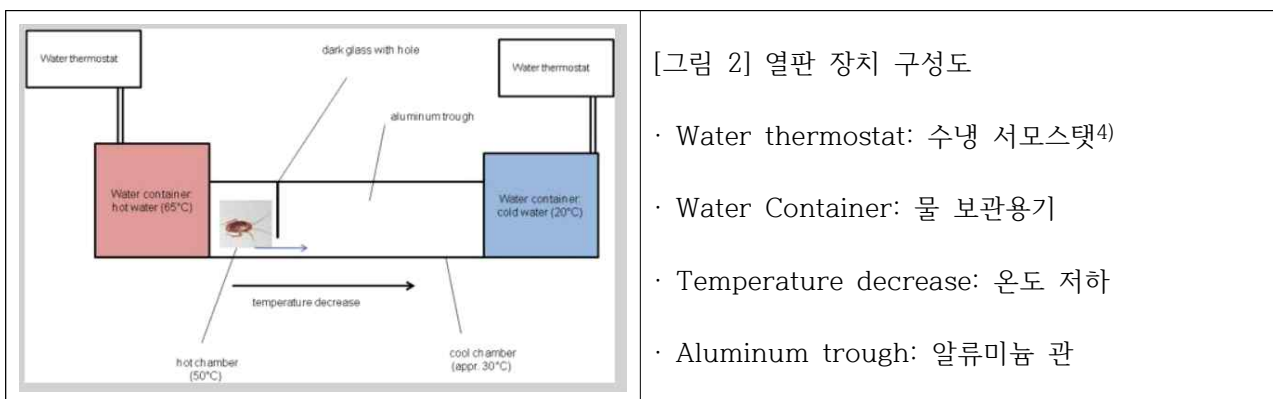 Water thermostat
dark glass with hole
Water thermostat
aluminum trough
Water container:
hot water (65°C)
Water container:
cold water (20°C)
temperature decrease
hot chamber
(50°C)
cool chamber
(appr. 30°C)
[그림 2] 열판 장치 구성도
· Water thermostat: 수냉 서모스탯4)
· Water Container: 물 보관용기
· Temperature decrease: 온도 저하
· Aluminum trough: 알류미늄 관